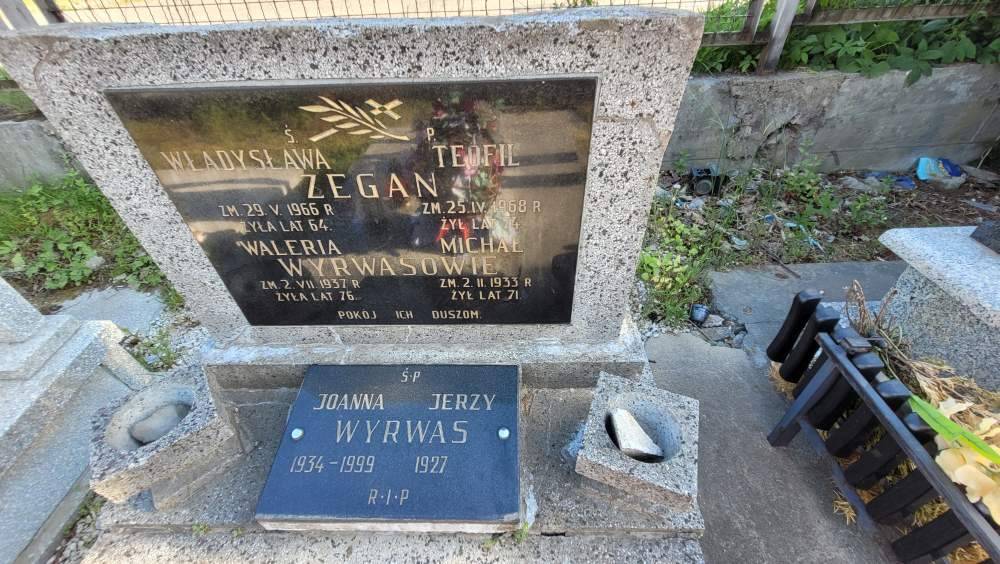 Ś. P.
WŁADYSŁAWA TEOFIL
ZEGAN
ZM. 29. V. 1966 R ZM. 25. IV. 1968 R
ŻYŁA LAT 64. ŻYŁ LAT
WALERIA MICHAŁ
WYRWASOWIE
ZM. 2. VII. 1937 R ZM. 2. II. 1933 R
ŻYŁA LAT 76. ŻYŁ LAT 71.
POKÓJ ICH DUSZOM.
Ś.P
JOANNA JERZY
WYRWAS
1934 - 1999 1927
R.I.P